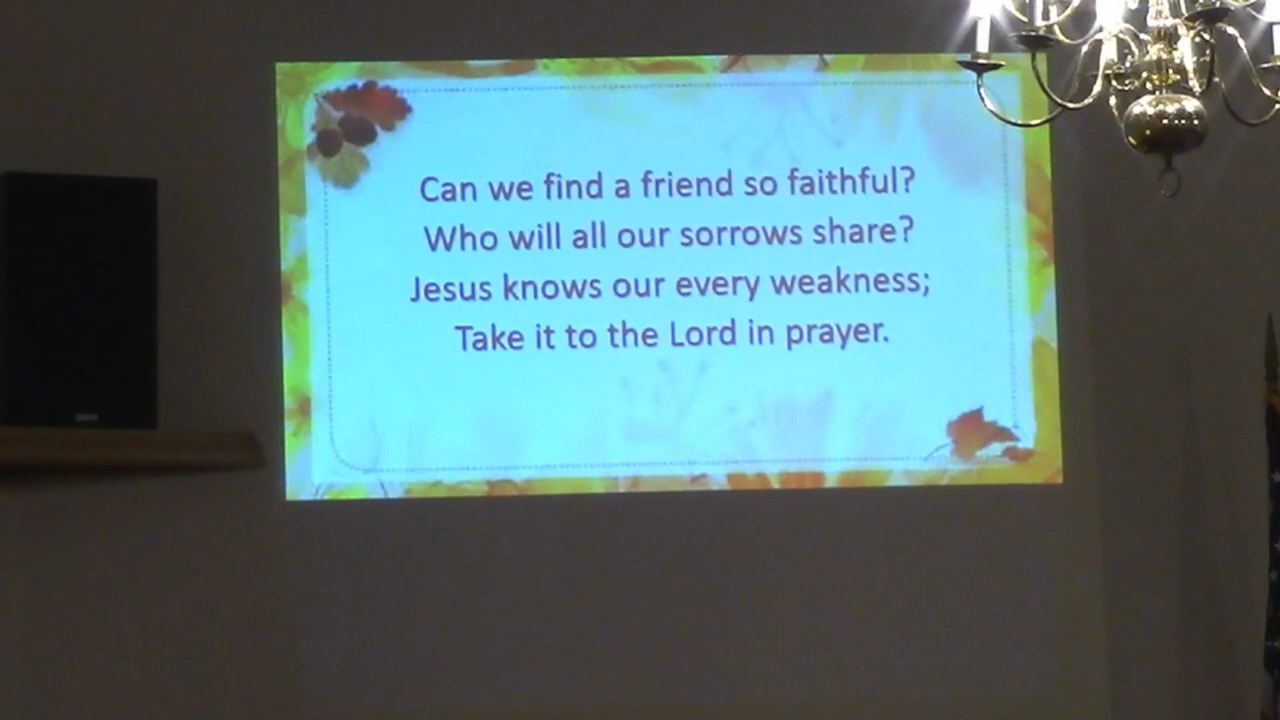 Can we find a friend so faithful?
Who will all our sorrows share?
Jesus knows our every weakness;
Take it to the Lord in prayer.